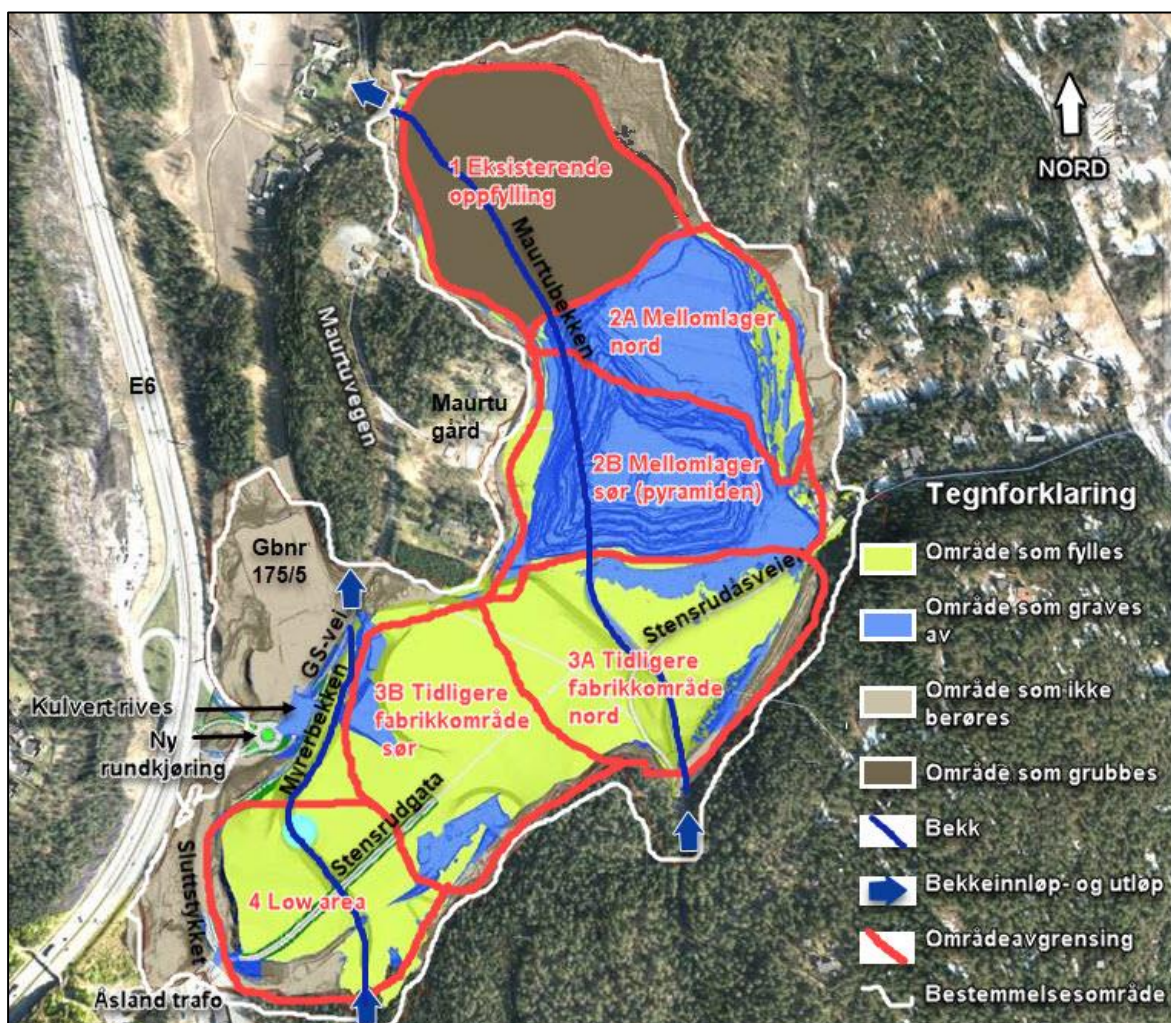 NORD
1 Eksisterende
oppfylling
Maurtubekken
2A Mellomlager
nord
E6
Maurtuvegen
Maurtu
gård
2B Mellomlager
sør (pyramiden)
Tegnforklaring
Område som fylles
Område som graves
av
Område som ikke
berøres
Område som grubbes
Bekk
Bekkeinnløp- og utløp
Områdeavgrensing
Bestemmelsesområde
Gbnr
175/5
GS-vei
Stensrudåsveie
3A Tidligere
fabrikkområde
nord
3B Tidligere
fabrikkområde
sør
Kulvert rives
Ny
rundkjøring
Myrerbekken
Stensrudgata
Sluttstykket
4 Low area
Åsland trafo